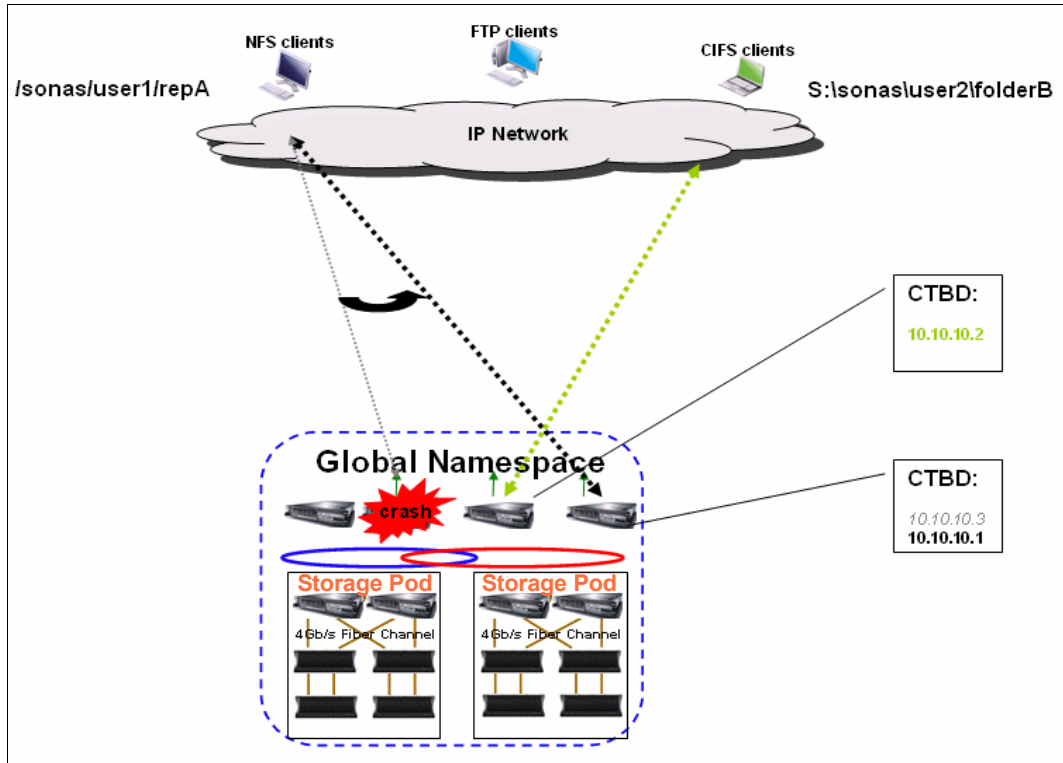 NFS clients
FTP clients
CIFS clients
/sonas/user1/repA
S:\sonas\user2\folderB
IP Network
CTBD:
10.10.10.2
Global Namespace
crash
CTBD:
10.10.10.3
10.10.10.1
Storage Pod
Storage Pod
4Gb/s Fiber Channel
4Gb/s Fiber Channel